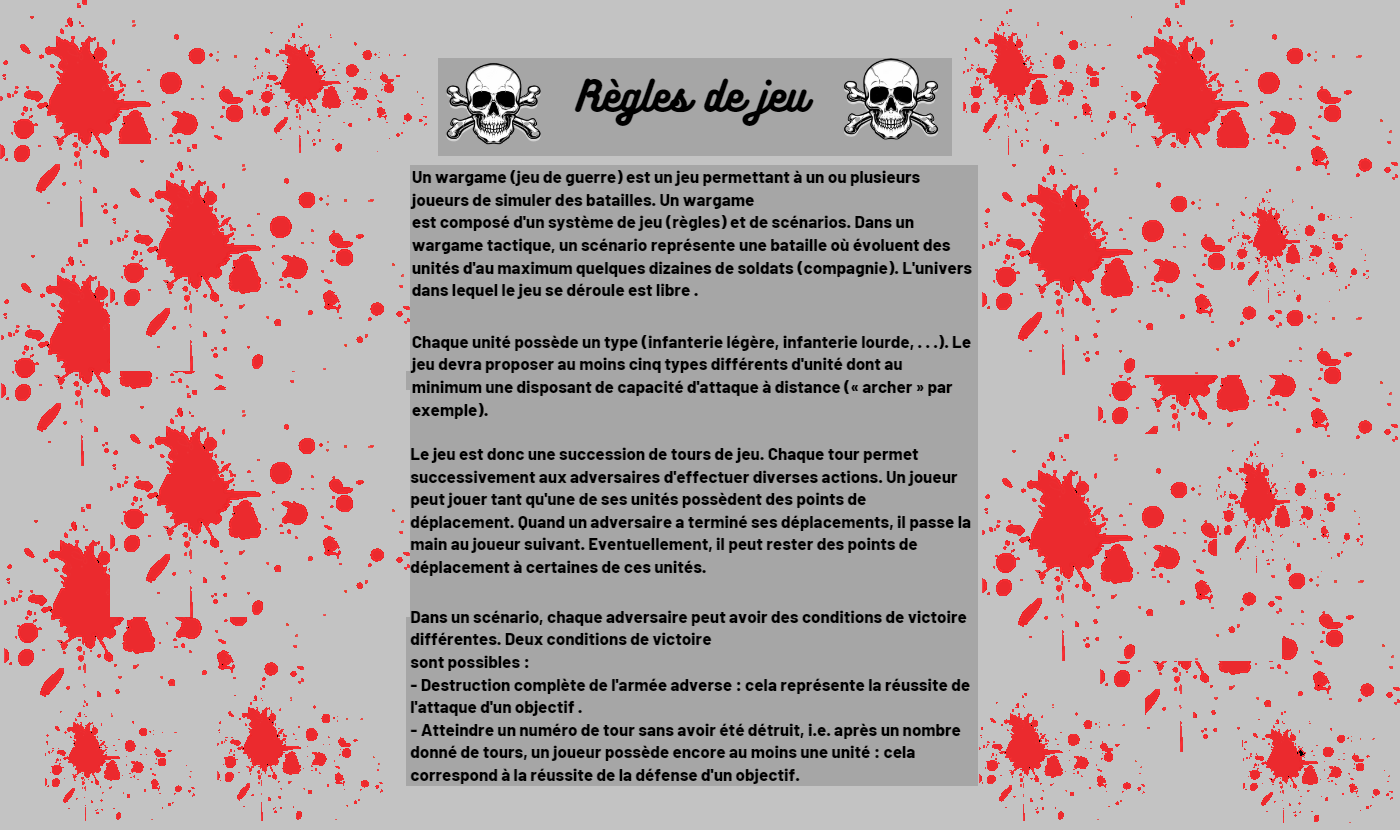 Règles de jeu
Un wargame (jeu de guerre) est un jeu permettant à un ou plusieurs
joueurs de simuler des batailles. Un wargame
est composé d'un système de jeu (règles) et de scénarios. Dans un
wargame tactique, un scénario représente une bataille où évoluent des
unités d'au maximum quelques dizaines de soldats (compagnie). L'univers
dans lequel le jeu se déroule est libre .
Chaque unité possède un type (infanterie légère, infanterie lourde, . . .). Le
jeu devra proposer au moins cinq types différents d'unité dont au
minimum une disposant de capacité d'attaque à distance (« archer » par
exemple).
Le jeu est donc une succession de tours de jeu. Chaque tour permet
successivement aux adversaires d'effectuer diverses actions. Un joueur
peut jouer tant qu'une de ses unités possèdent des points de
déplacement. Quand un adversaire a terminé ses déplacements, il passe la
main au joueur suivant. Eventuellement, il peut rester des points de
déplacement à certaines de ces unités.
Dans un scénario, chaque adversaire peut avoir des conditions de victoire
différentes. Deux conditions de victoire
sont possibles :
- Destruction complète de l'armée adverse : cela représente la réussite de
l'attaque d'un objectif .
- Atteindre un numéro de tour sans avoir été détruit, i.e. après un nombre
donné de tours, un joueur possède encore au moins une unité : cela
correspond à la réussite de la défense d'un objectif.